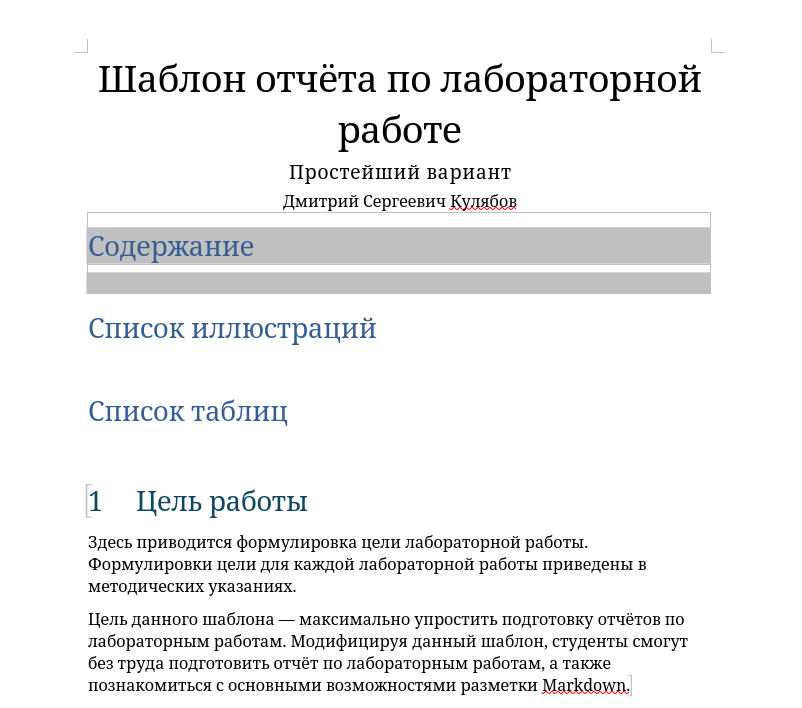 Шаблон отчёта по лабораторной
работе
Простейший вариант
Дмитрий Сергеевич Кулябов
Содержание
Список иллюстраций
Список таблиц
1 Цель работы
Здесь приводится формулировка цели лабораторной работы.
Формулировки цели для каждой лабораторной работы приведены в
методических указаниях.
Цель данного шаблона — максимально упростить подготовку отчётов по
лабораторным работам. Модифицируя данный шаблон, студенты смогут
без труда подготовить отчёт по лабораторным работам, а также
познакомиться с основными возможностями разметки Markdown.